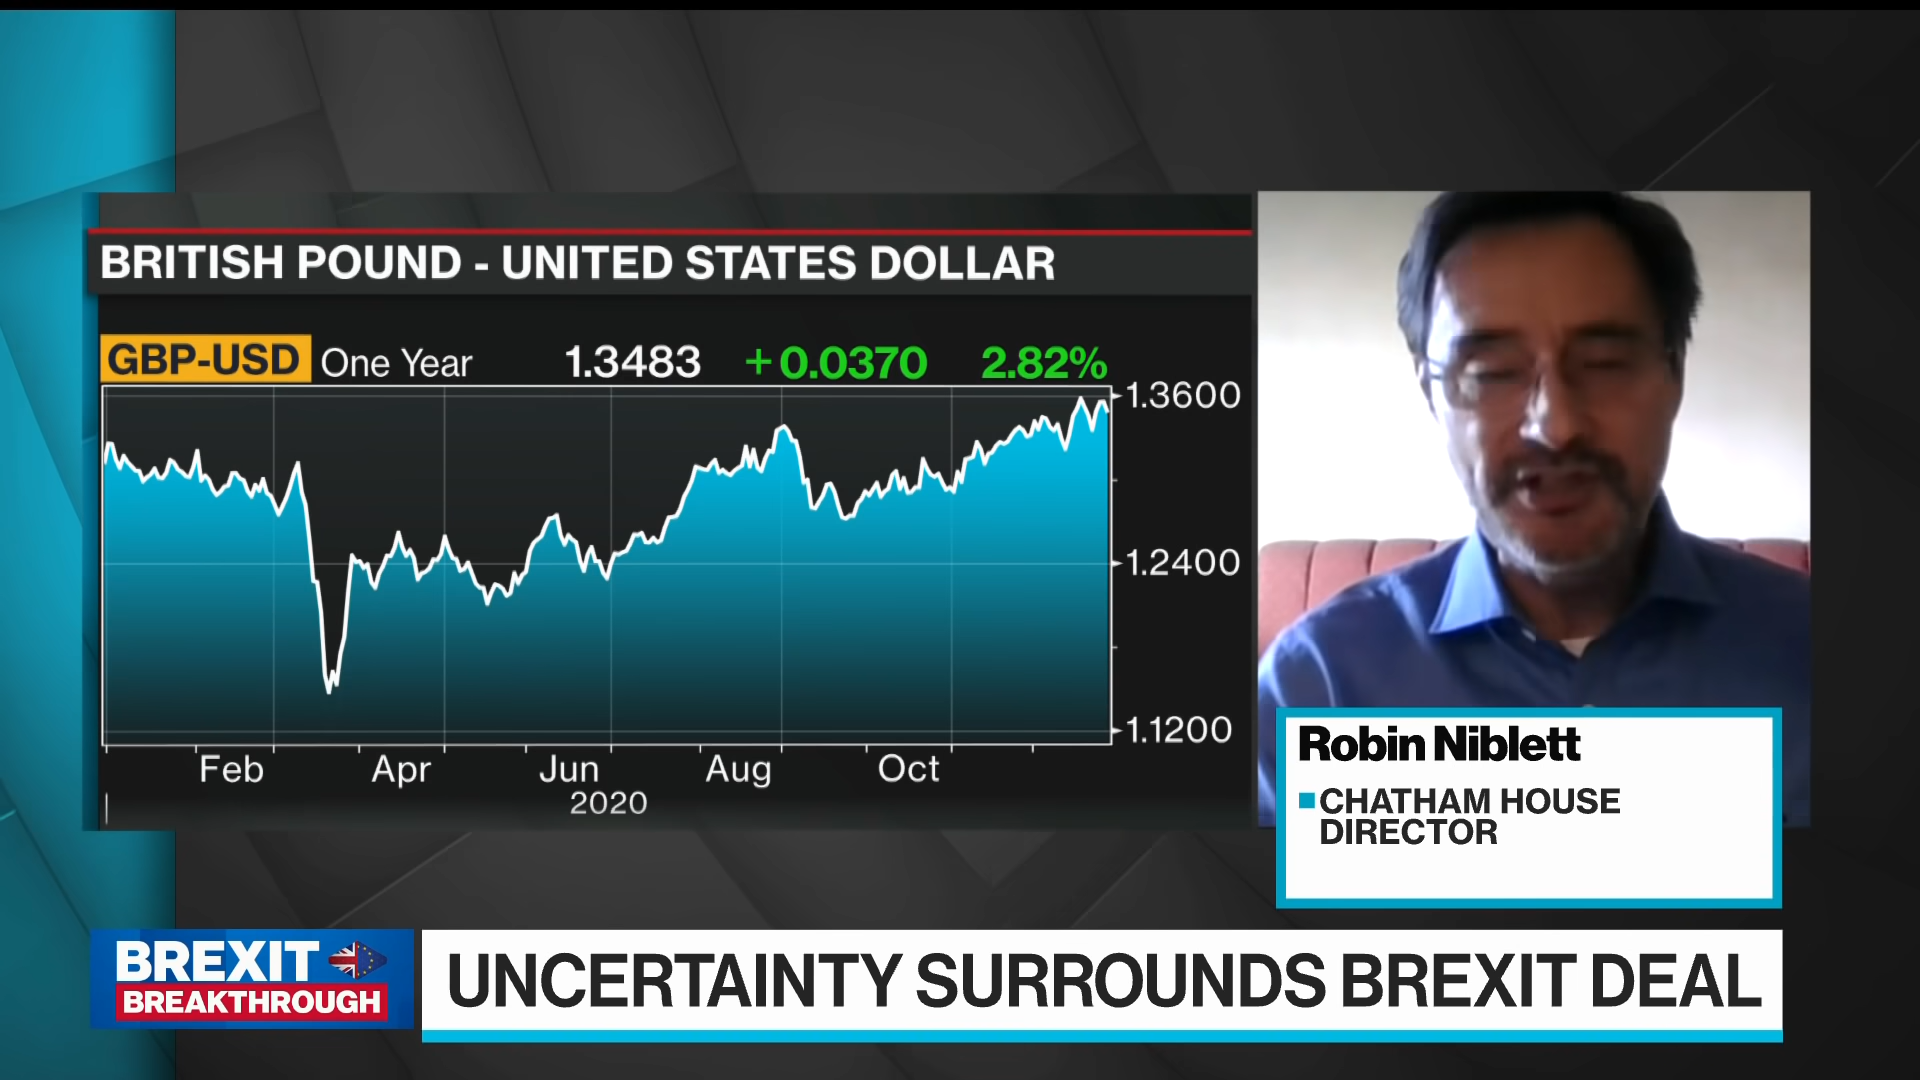 BRITISH POUND - UNITED STATES DOLLAR
GBP-USD One Year 1.3483 +0.0370 2.82%
1.3600
1.2400
1.1200
Feb Apr Jun Aug Oct
2020
Robin Niblett
CHATHAM HOUSE
DIRECTOR
BREXIT
BREAKTHROUGH
UNCERTAINTY SURROUNDS BREXIT DEAL